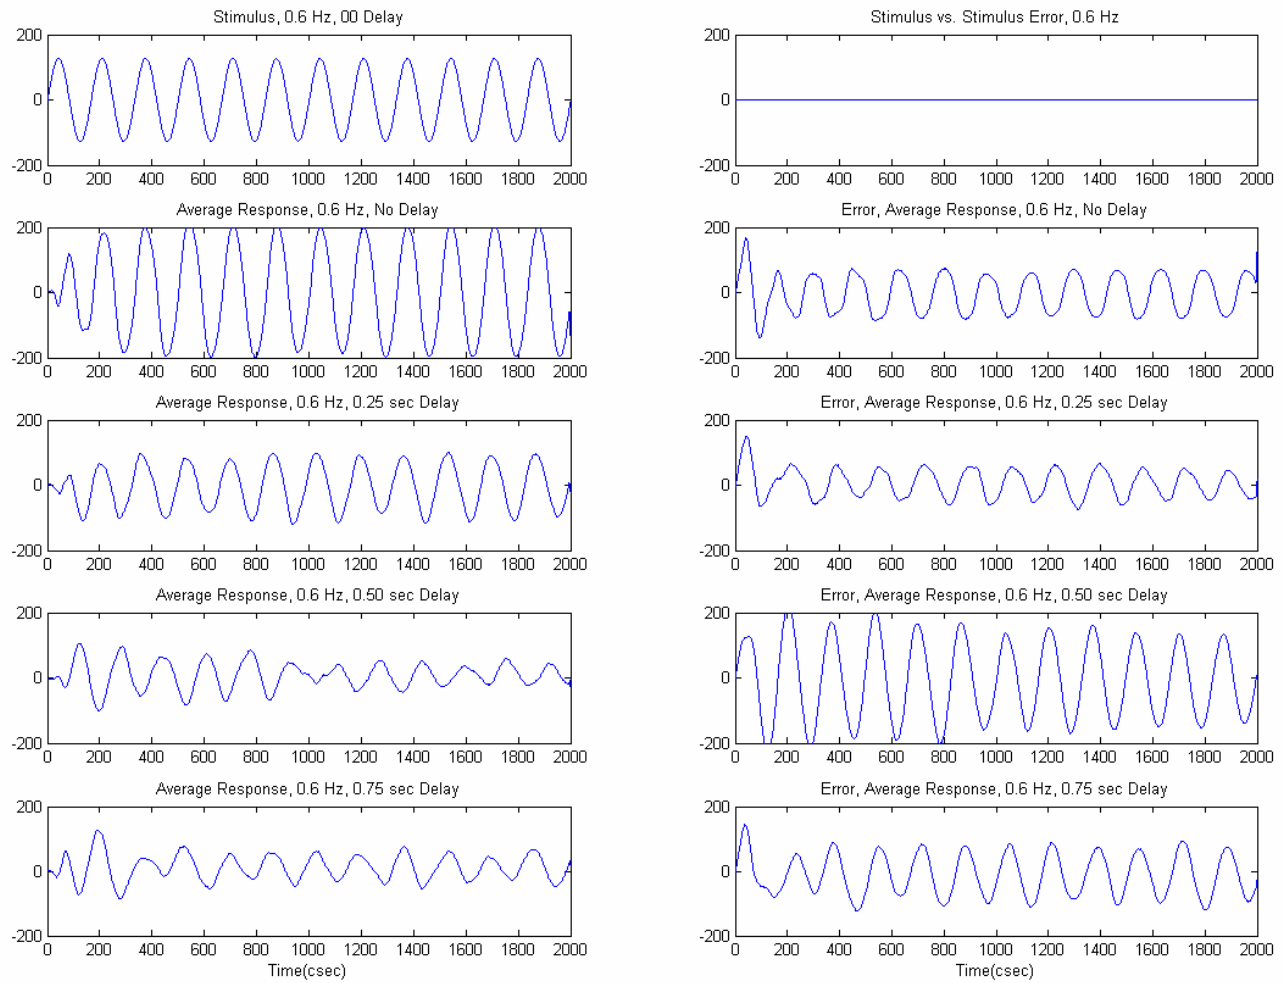 Stimulus, 0.6 Hz, 00 Delay
200
0
-200
0 200 400 600 800 1000 1200 1400 1600 1800 2000
Average Response, 0.6 Hz, No Delay
200
0
-200
0 200 400 600 800 1000 1200 1400 1600 1800 2000
Average Response, 0.6 Hz, 0.25 sec Delay
200
0
-200
0 200 400 600 800 1000 1200 1400 1600 1800 2000
Average Response, 0.6 Hz, 0.50 sec Delay
200
0
-200
0 200 400 600 800 1000 1200 1400 1600 1800 2000
Average Response, 0.6 Hz, 0.75 sec Delay
200
0
-200
0 200 400 600 800 1000 1200 1400 1600 1800 2000
Time(csec)
Stimulus vs. Stimulus Error, 0.6 Hz
200
0
-200
0 200 400 600 800 1000 1200 1400 1600 1800 2000
Error, Average Response, 0.6 Hz, No Delay
200
0
-200
0 200 400 600 800 1000 1200 1400 1600 1800 2000
Error, Average Response, 0.6 Hz, 0.25 sec Delay
200
0
-200
0 200 400 600 800 1000 1200 1400 1600 1800 2000
Error, Average Response, 0.6 Hz, 0.50 sec Delay
200
0
-200
0 200 400 600 800 1000 1200 1400 1600 1800 2000
Error, Average Response, 0.6 Hz, 0.75 sec Delay
200
0
-200
0 200 400 600 800 1000 1200 1400 1600 1800 2000
Time(csec)